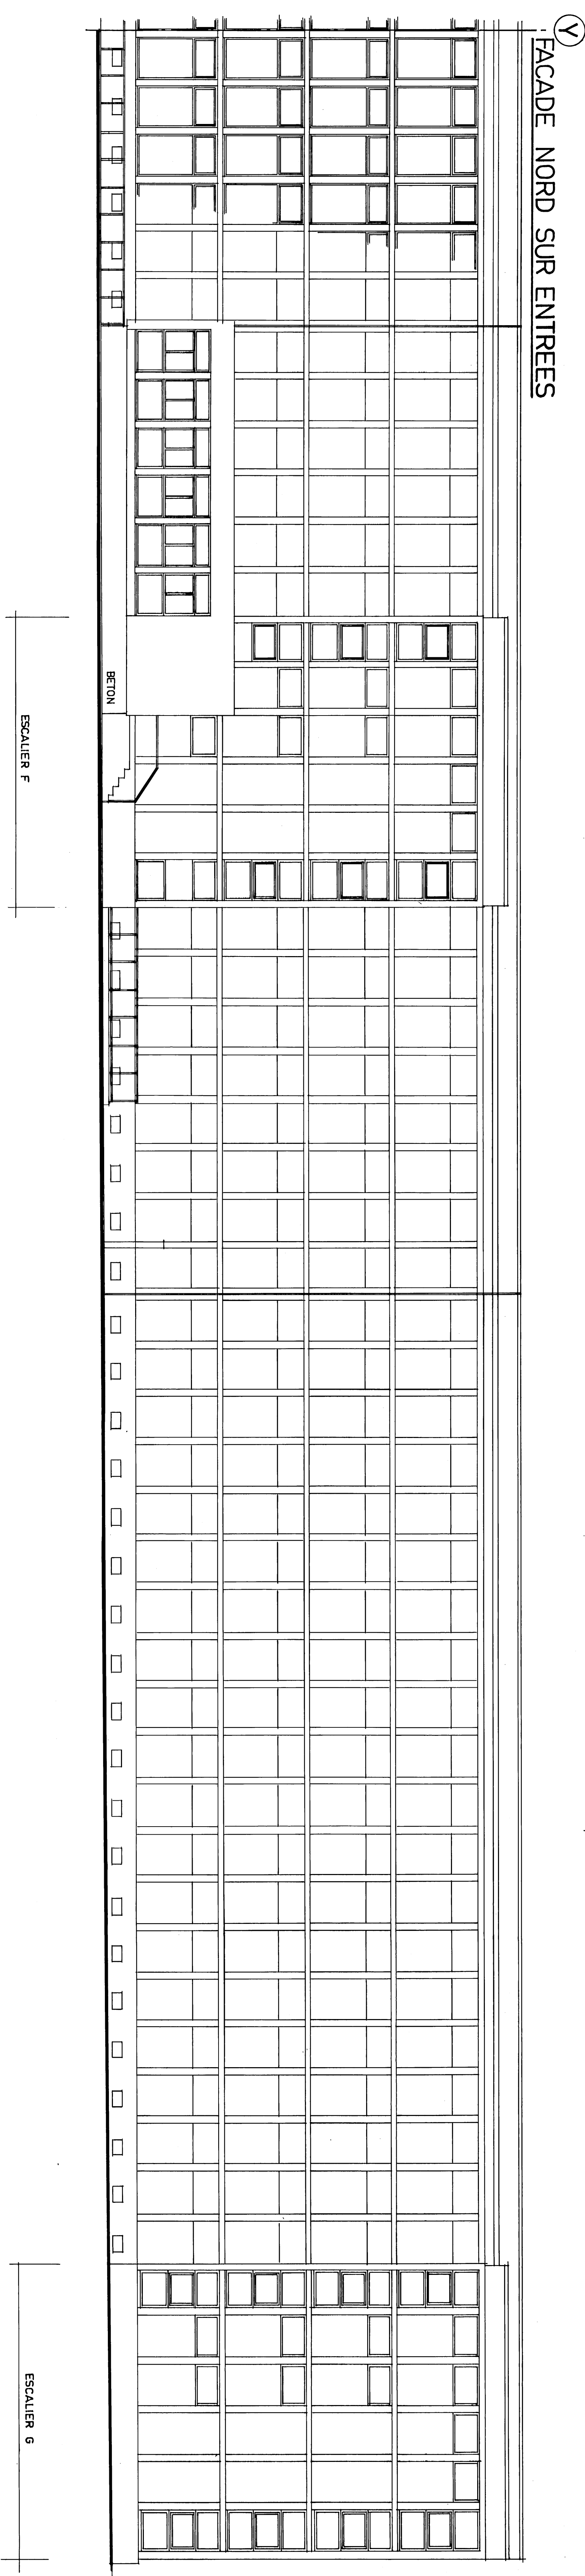 Y
FACADE NORD SUR ENTREES
BETON
ESCALIER F
ESCALIER G